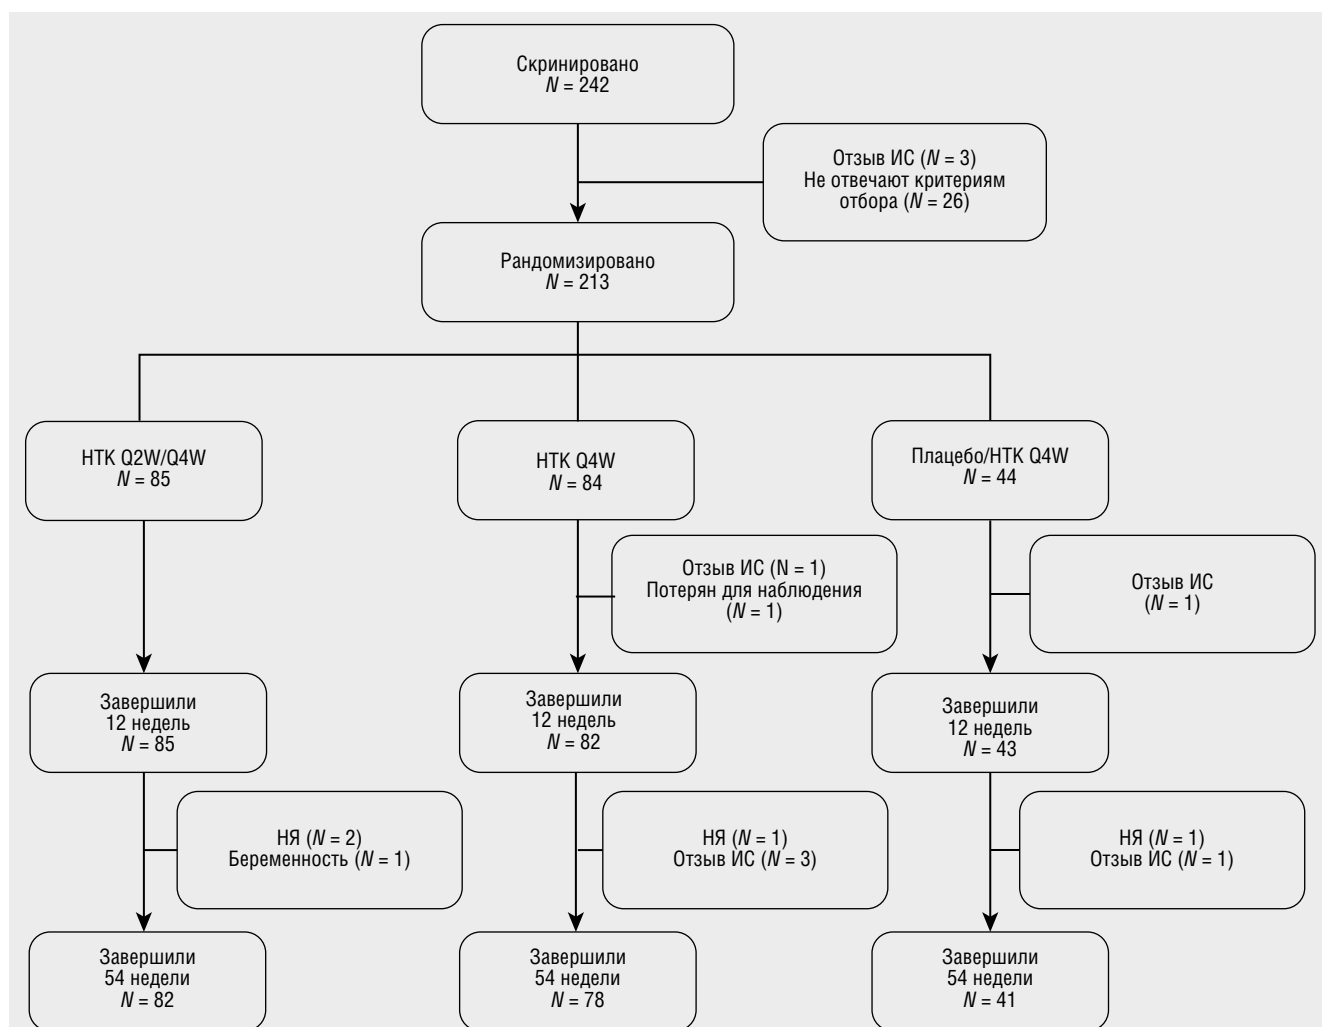 Скринировано
N = 242
Отзыв ИС (N = 3)
Не отвечают критериям
отбора (N = 26)
Рандомизировано
N = 213
НТК Q2W/Q4W
N = 85
НТК Q4W
N = 84
Плацебо/НТК Q4W
N = 44
Отзыв ИС (N = 1)
Потерян для наблюдения
(N = 1)
Отзыв ИС
(N = 1)
Завершили
12 недель
N = 85
Завершили
12 недель
N = 82
Завершили
12 недель
N = 43
НЯ (N = 2)
Беременность (N = 1)
НЯ (N = 1)
Отзыв ИС (N = 3)
НЯ (N = 1)
Отзыв ИС (N = 1)
Завершили
54 недели
N = 82
Завершили
54 недели
N = 78
Завершили
54 недели
N = 41